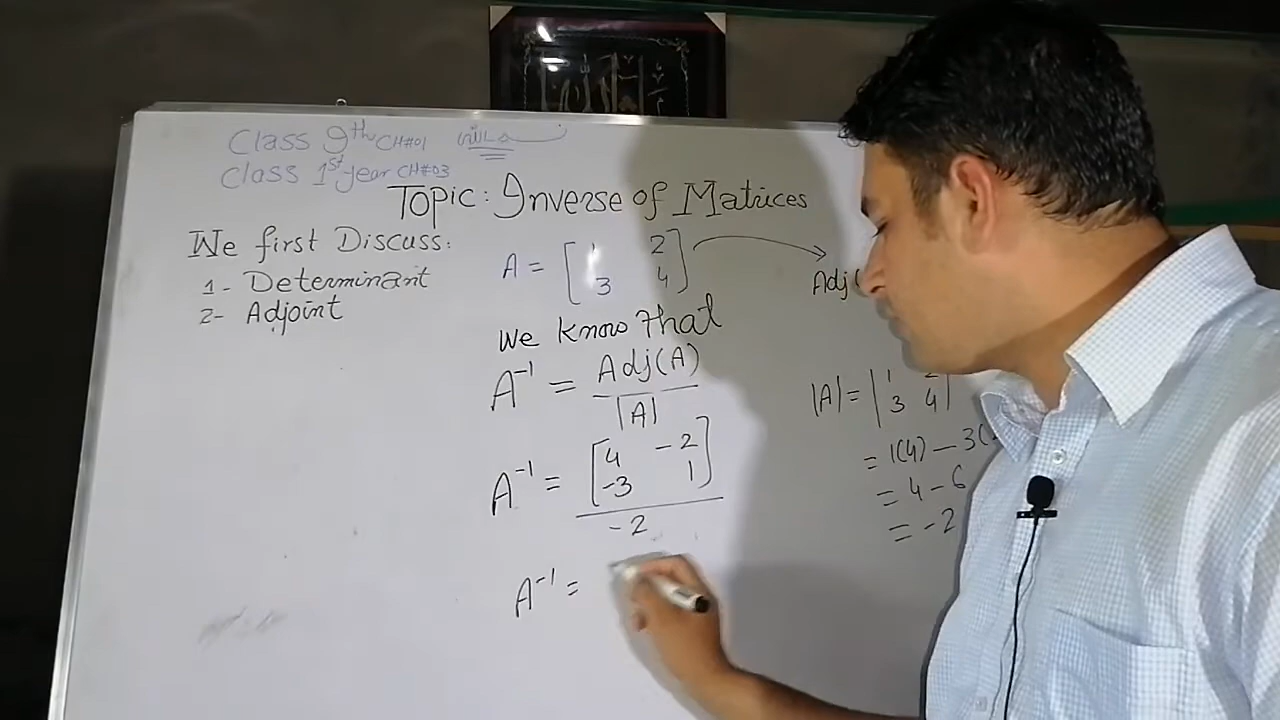 Class 9th CH#01
Class 1st year CH#03
Topic: Inverse of Matrices
We first Discuss:
1- Determinant
2- Adjoint
A = [1 2
3 4]
Adj(
We know that
A⁻¹ = Adj(A)
|A|
A⁻¹ = [4 -2
-3 1]
-2
A⁻¹ =
|A| = |1 2
3 4|
= 1(4) - 3(
= 4 - 6
= -2